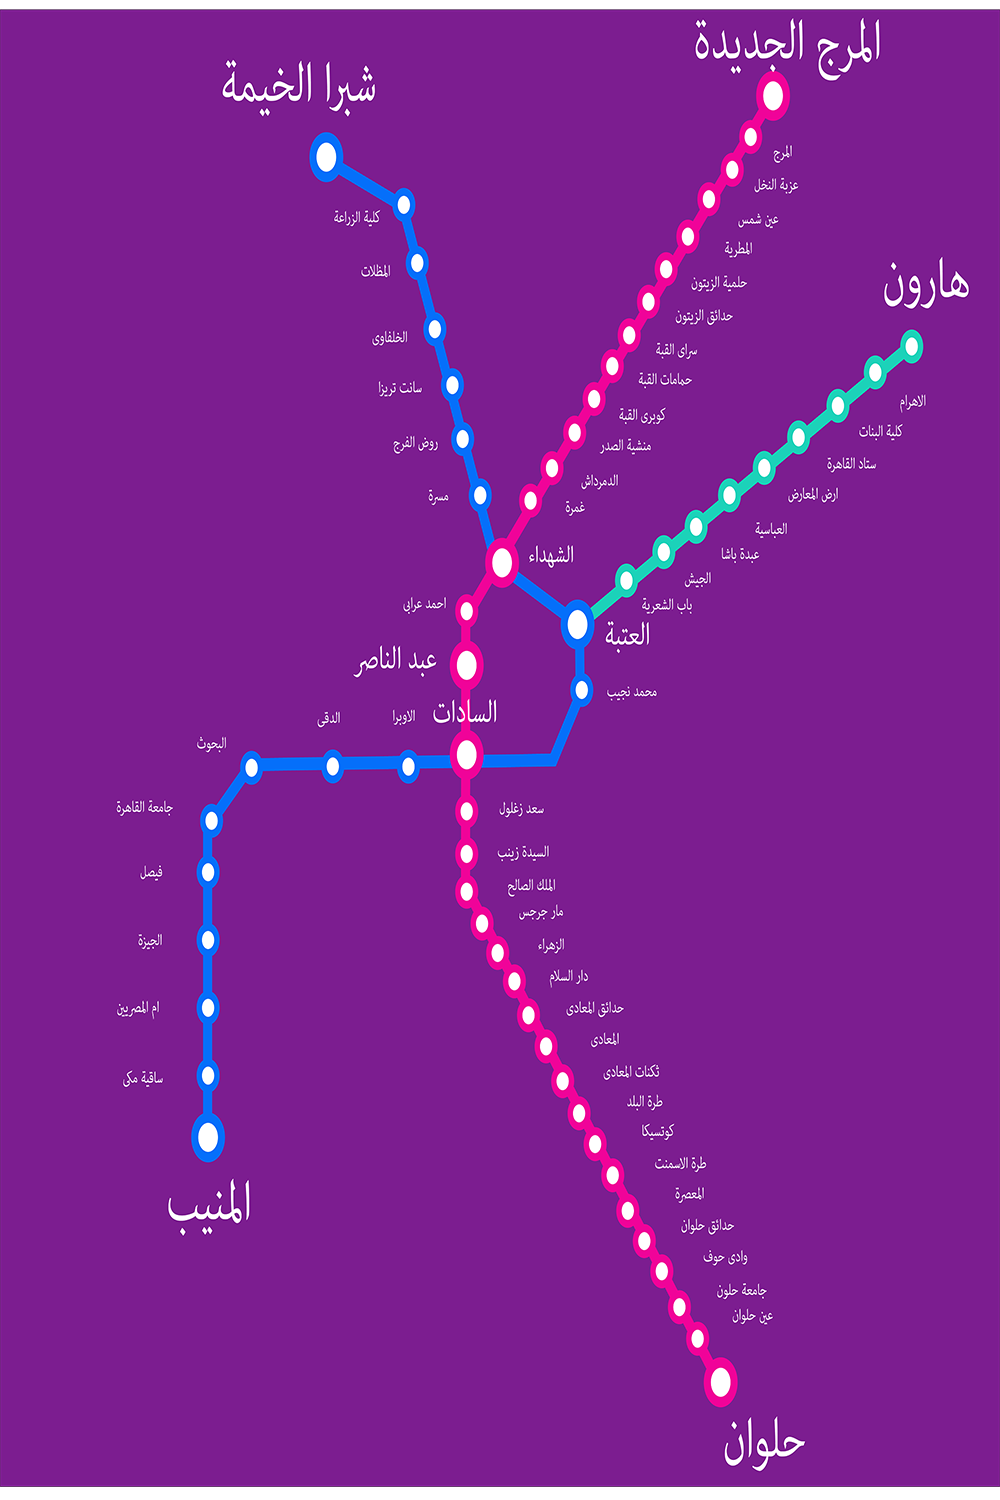 المرج الجديدة
شبرا الخيمة
المرج
عزبة النخل
كلية الزراعة
عين شمس
المطرية
المظلات
حلمية الزيتون
هارون
حدائق الزيتون
الخلفاوى
سراى القبة
حمامات القبة
سانت تريزا
الاهرام
كوبرى القبة
كلية البنات
روض الفرج
منشية الصدر
ستاد القاهرة
الدمرداش
ارض المعارض
مسرة
غمرة
العباسية
الشهداء
عبدة باشا
الجيش
احمد عرابى
باب الشعرية
العتبة
عبد الناصر
محمد نجيب
السادات
الاوبرا
الدقى
البحوث
جامعة القاهرة
سعد زغلول
السيدة زينب
فيصل
الملك الصالح
مار جرجس
الجيزة
الزهراء
دار السلام
ام المصريين
حدائق المعادى
المعادى
ثكنات المعادى
ساقية مكى
طرة البلد
كوتسيكا
طرة الاسمنت
المعصرة
المنيب
حدائق حلوان
وادى حوف
جامعة حلون
عين حلوان
حلوان